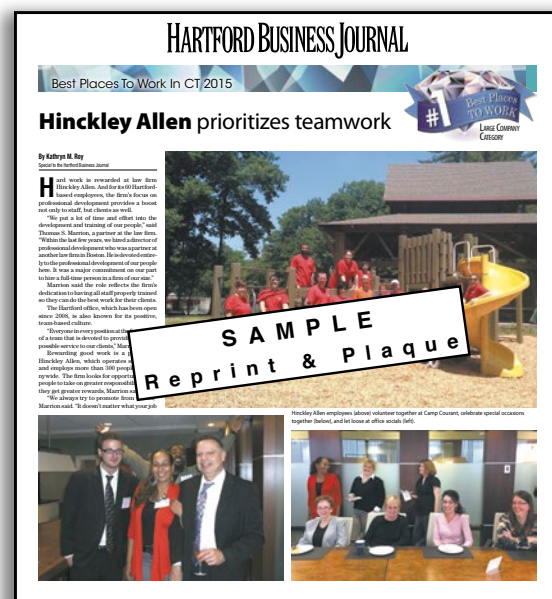 HARTFORD BUSINESS JOURNAL
Best Places To Work In CT 2015
#1
Best Places
TO WORK
LARGE COMPANY
CATEGORY
Hinckley Allen prioritizes teamwork
By Kathryn M. Roy
Special to the Hartford Business Journal
Hard work is rewarded at law firm
Hinckley Allen. And for its 60 Hartford-
based employees, the firm's focus on
professional development provides a boost
not only to staff, but clients as well.
"We put a lot of time and effort into the
development and training of our people," said
Thomas S. Marrion, a partner at the law firm.
"Within the last few years, we hired a director of
professional development who was a partner at
another law firm in Boston. He is devoted entire-
ly to the professional development of our people
here. It was a major commitment on our part
to hire a full-time person in a firm of our size."
Marrion said the role reflects the firm's
dedication to having all staff properly trained
so they can do the best work for their clients.
The Hartford office, which has been open
since 2008, is also known for its positive,
team-based culture.
"Everyone in every position at the
of a team that is devoted to provid
possible service to our clients," Mar
Rewarding good work is a p
Hinckley Allen, which operates s
and employs more than 300 peopl
nywide. The firm looks for opportu
people to take on greater responsibil
they get greater rewards, Marrion sa
"We always try to promote from
Marrion said. "It doesn't matter what your job
SAMPLE
Reprint & Plaque
Hinckley Allen employees (above) volunteer together at Camp Courant, celebrate special occasions
together (below), and let loose at office socials (left).